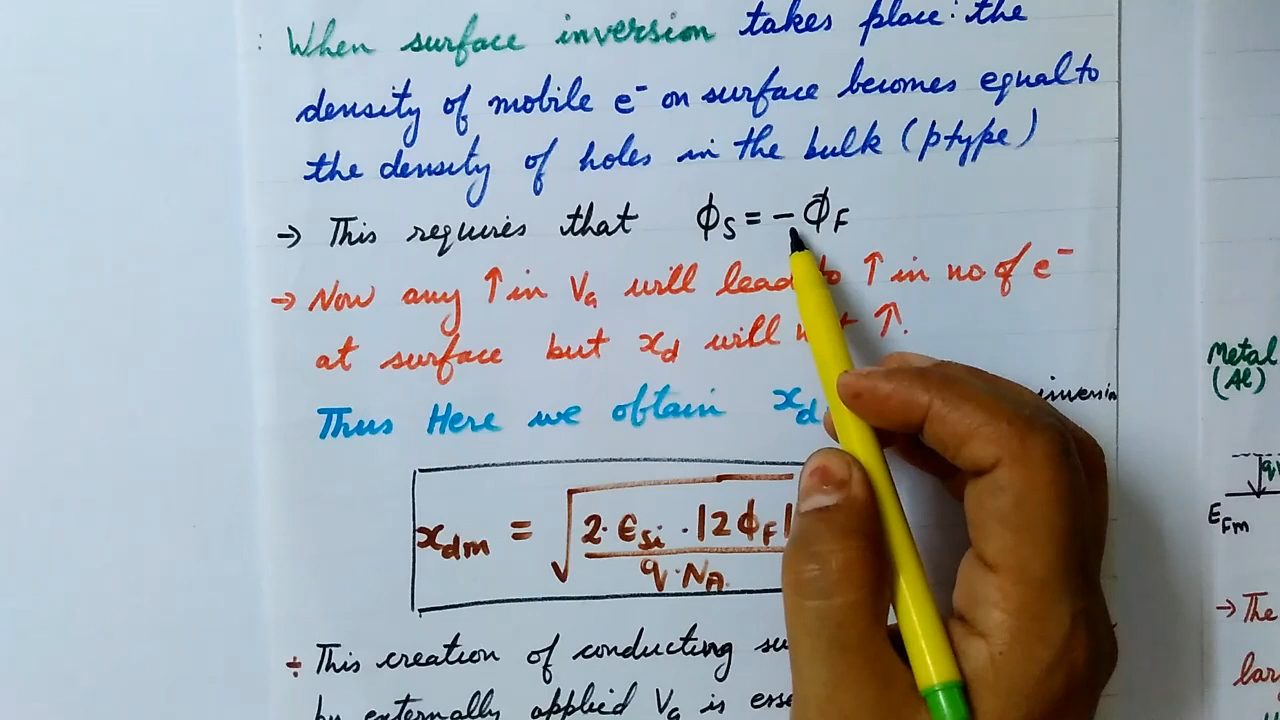 : When surface inversion takes place: the
density of mobile e⁻ on surface becomes equal to
the density of holes in the bulk (p type)
→ This requires that ϕS = -ϕF
→ Now any ↑ in Va will lead to ↑ in no of e⁻
at surface but xd will ↑.
Thus Here we obtain xd
xdm = √ 2·ϵSi·|2ϕF|
q·NA
÷ This creation of conducting
by externally applied Va is
Metal
(Al)
EFm
→ The